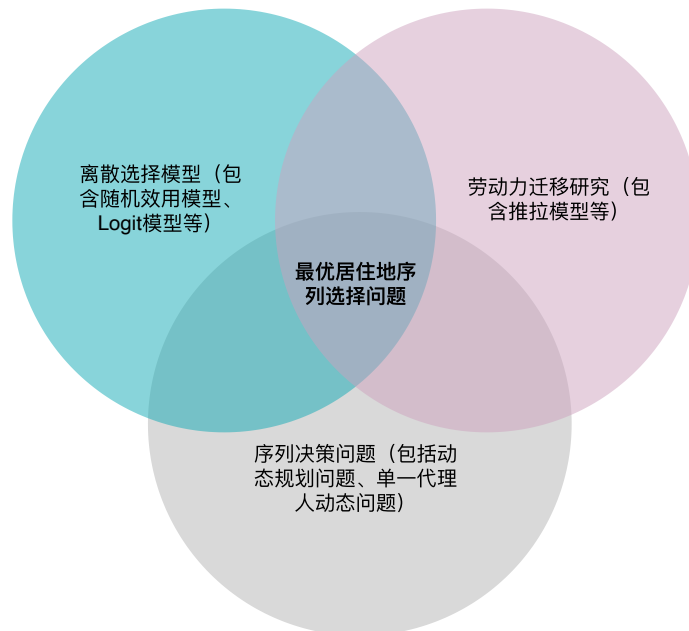 离散选择模型（包
含随机效用模型、
Logit模型等）
劳动力迁移研究（包
含推拉模型等）
最优居住地序
列选择问题
序列决策问题（包括动
态规划问题、单一代理
人动态问题）